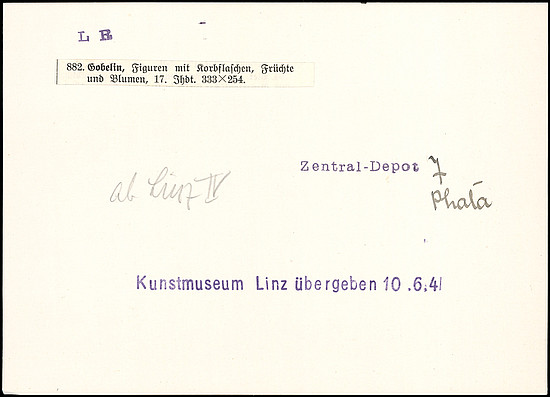 L R
882. Gobelin, Figuren mit Korbflaschen, Früchte
und Blumen, 17. Jhdt. 333×254.
Zentral-Depot 7
ab Linz IV
Kunstmuseum Linz übergeben 10.6.41